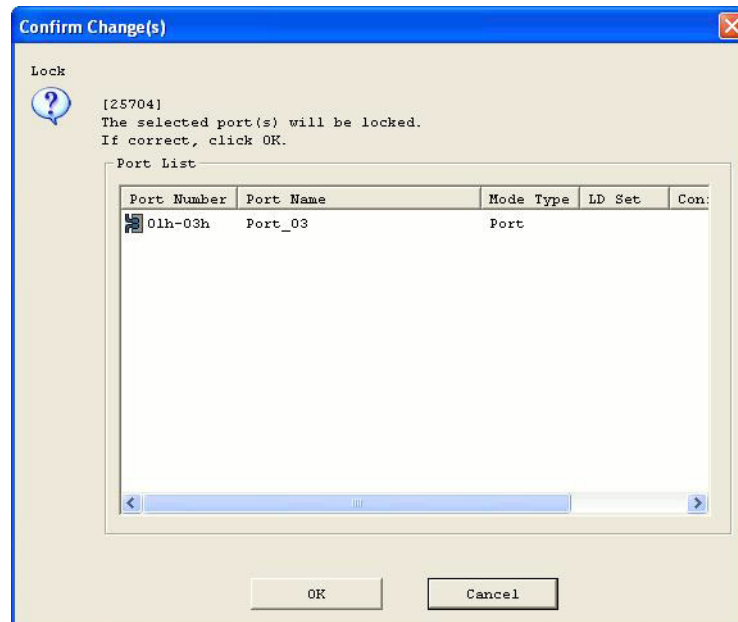 Confirm Change(s)
Lock
[25704]
The selected port(s) will be locked.
If correct, click OK.
Port List
Port Number Port Name Mode Type LD Set
01h-03h Port_03 Port
OK Cancel